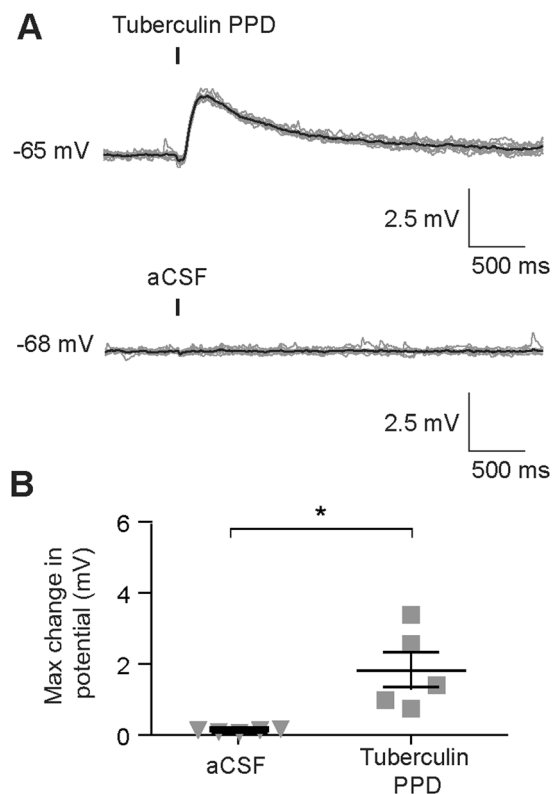 A
Tuberculin PPD
-65 mV
2.5 mV
500 ms
aCSF
-68 mV
2.5 mV
500 ms
B
Max change in
potential (mV)
6
4
2
0
*
aCSF
Tuberculin
PPD